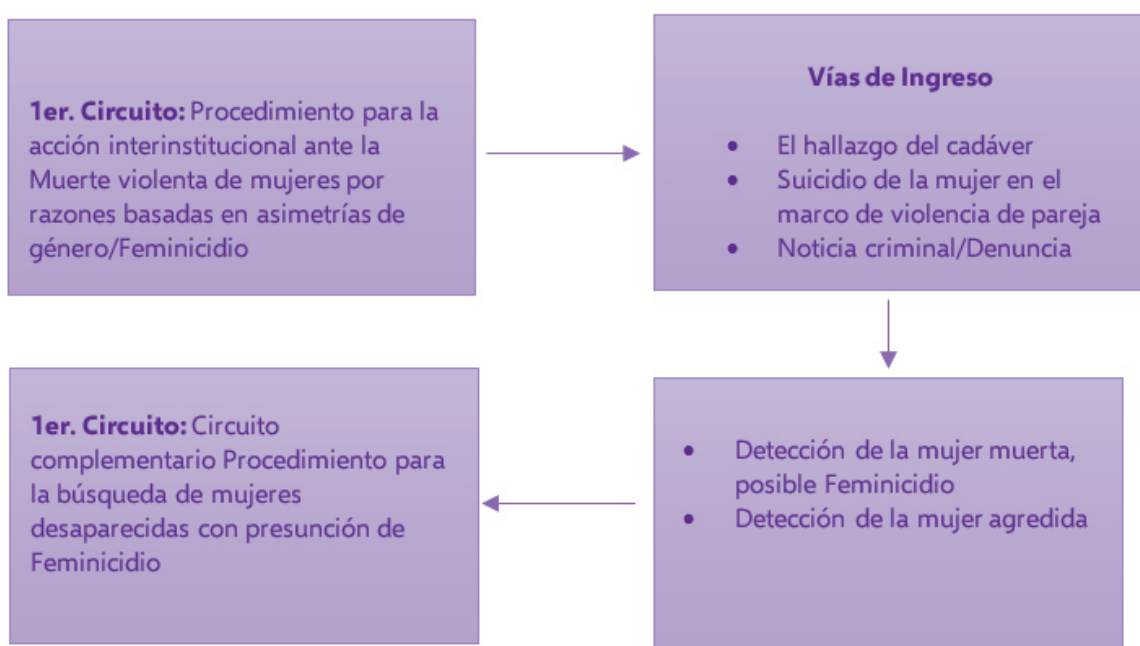 1er. Circuito: Procedimiento para la
acción interinstitucional ante la
Muerte violenta de mujeres por
razones basadas en asimetrías de
género/Feminicidio
Vías de Ingreso
• El hallazgo del cadáver
• Suicidio de la mujer en el
marco de violencia de pareja
• Noticia criminal/Denuncia
• Detección de la mujer muerta,
posible Feminicidio
• Detección de la mujer agredida
1er. Circuito: Circuito
complementario Procedimiento para
la búsqueda de mujeres
desaparecidas con presunción de
Feminicidio